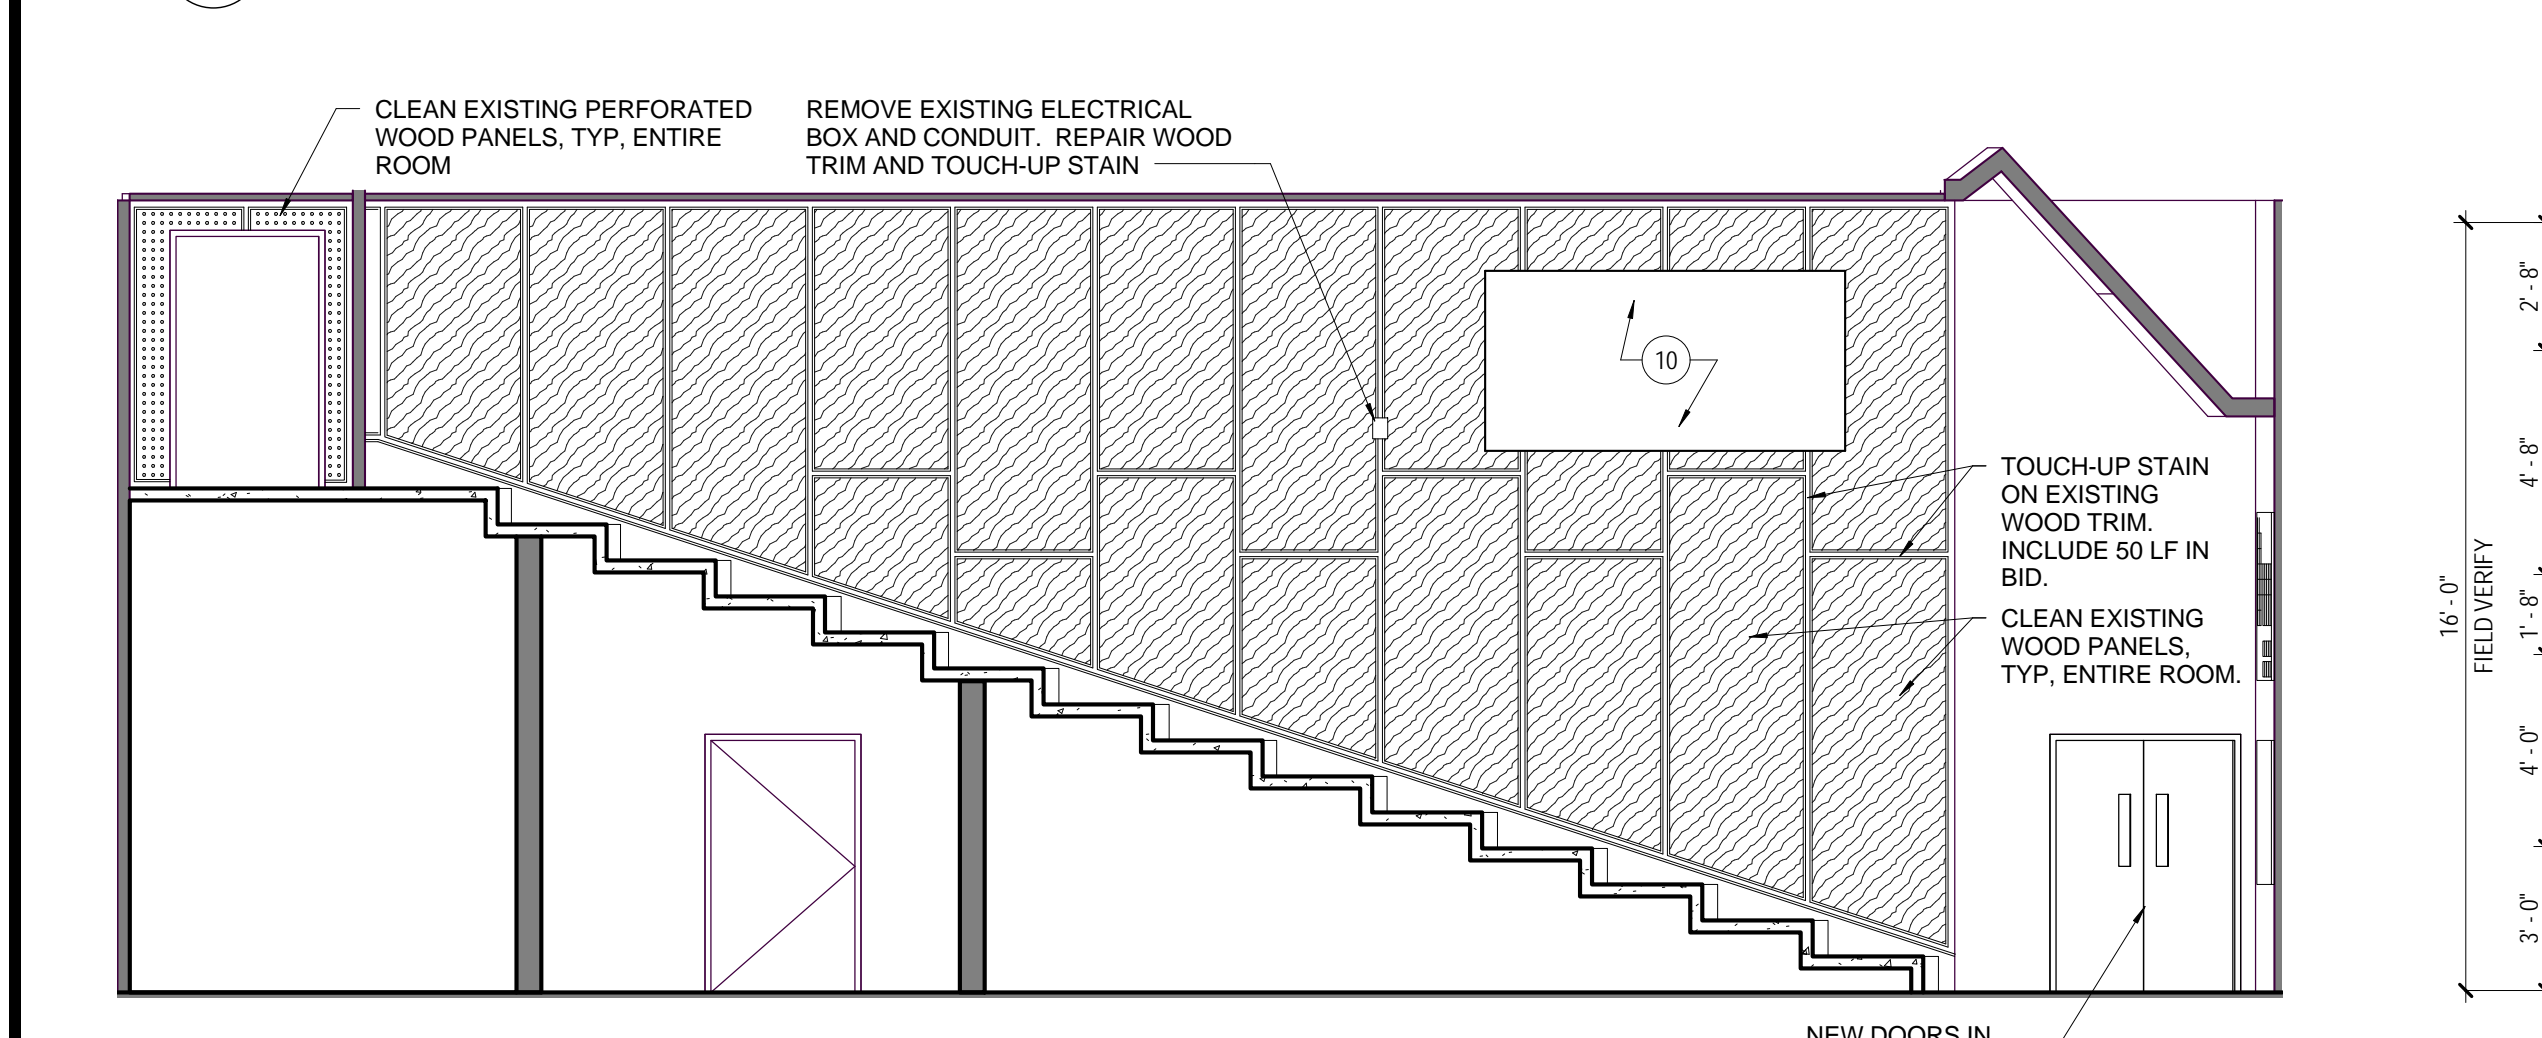 CLEAN EXISTING PERFORATED
WOOD PANELS, TYP, ENTIRE
ROOM
REMOVE EXISTING ELECTRICAL
BOX AND CONDUIT. REPAIR WOOD
TRIM AND TOUCH-UP STAIN
10
TOUCH-UP STAIN
ON EXISTING
WOOD TRIM.
INCLUDE 50 LF IN
BID.
CLEAN EXISTING
WOOD PANELS,
TYP, ENTIRE ROOM.
16' - 0"
FIELD VERIFY
2' - 8"
4' - 8"
1' - 8"
4' - 0"
3' - 0"
NEW DOORS IN